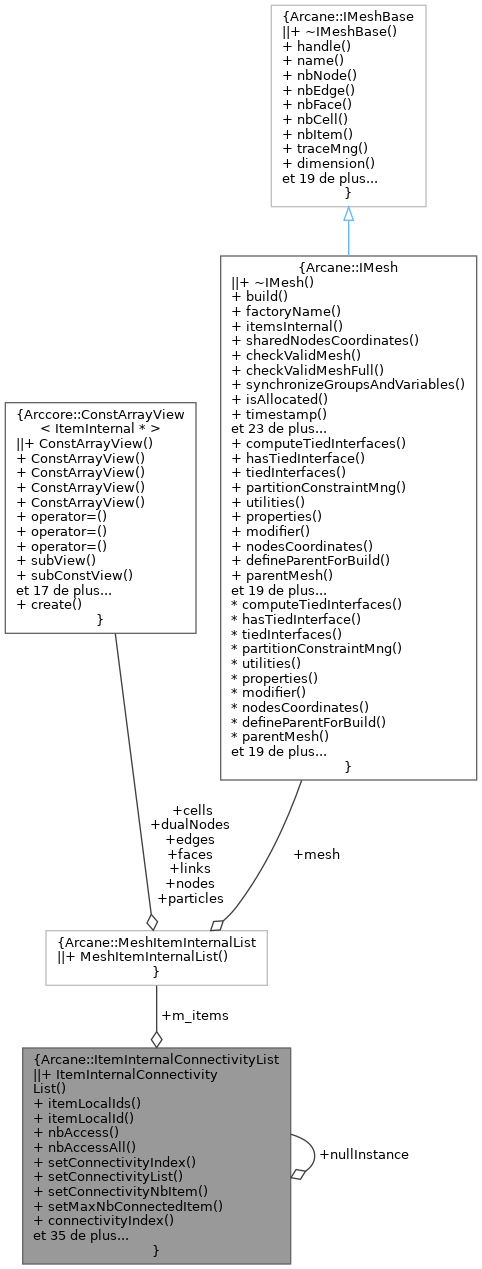 {Arcane::IMeshBase
||+ ~IMeshBase()
+ handle()
+ name()
+ nbNode()
+ nbEdge()
+ nbFace()
+ nbCell()
+ nbItem()
+ traceMng()
+ dimension()
et 19 de plus...
}
{Arcane::IMesh
||+ ~IMesh()
+ build()
+ factoryName()
+ itemsInternal()
+ sharedNodesCoordinates()
+ checkValidMesh()
+ checkValidMeshFull()
+ synchronizeGroupsAndVariables()
+ isAllocated()
+ timestamp()
et 23 de plus...
+ computeTiedInterfaces()
+ hasTiedInterface()
+ tiedInterfaces()
+ partitionConstraintMng()
+ utilities()
+ properties()
+ modifier()
+ nodesCoordinates()
+ defineParentForBuild()
+ parentMesh()
et 19 de plus...
* computeTiedInterfaces()
* hasTiedInterface()
* tiedInterfaces()
* partitionConstraintMng()
* utilities()
* properties()
* modifier()
* nodesCoordinates()
* defineParentForBuild()
* parentMesh()
et 19 de plus...
}
{Arccore::ConstArrayView
< ItemInternal * >
||+ ConstArrayView()
+ ConstArrayView()
+ ConstArrayView()
+ ConstArrayView()
+ ConstArrayView()
+ operator=()
+ operator=()
+ operator=()
+ subView()
+ subConstView()
et 17 de plus...
+ create()
}
+cells
+dualNodes
+edges
+faces
+links
+nodes
+particles
+mesh
{Arcane::MeshItemInternalList
||+ MeshItemInternalList()
}
+m_items
{Arcane::ItemInternalConnectivityList
||+ ItemInternalConnectivity
List()
+ itemLocalIds()
+ itemLocalId()
+ nbAccess()
+ nbAccessAll()
+ setConnectivityIndex()
+ setConnectivityList()
+ setConnectivityNbItem()
+ setMaxNbConnectedItem()
+ connectivityIndex()
et 35 de plus...
}
+nullInstance